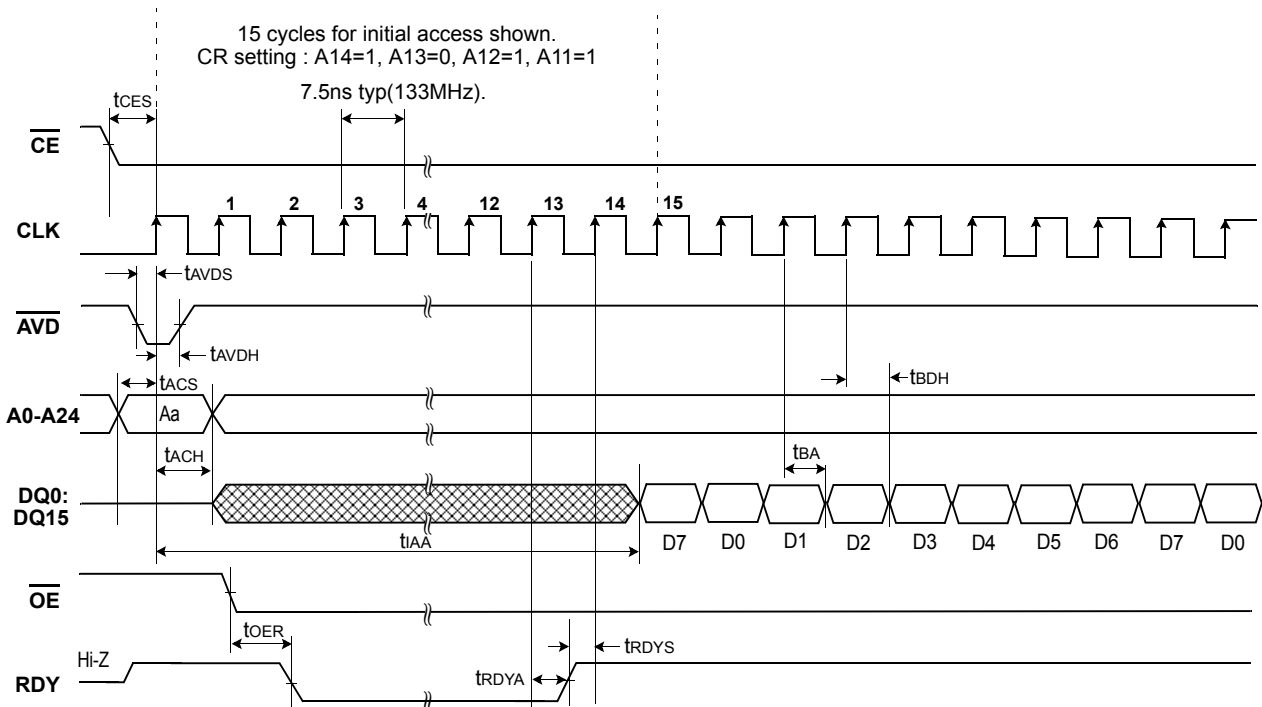 15 cycles for initial access shown.
CR setting : A14=1, A13=0, A12=1, A11=1
7.5ns typ(133MHz).
tCES
CE
1 2 3 4 12 13 14 15
CLK
tAVDS
AVD
tAVDH
tBDH
tACS
A0-A24
Aa
tACH
tBA
DQ0:
DQ15
tIAA
D7 D0 D1 D2 D3 D4 D5 D6 D7 D0
OE
tOER
tRDYS
Hi-Z
tRDYA
RDY